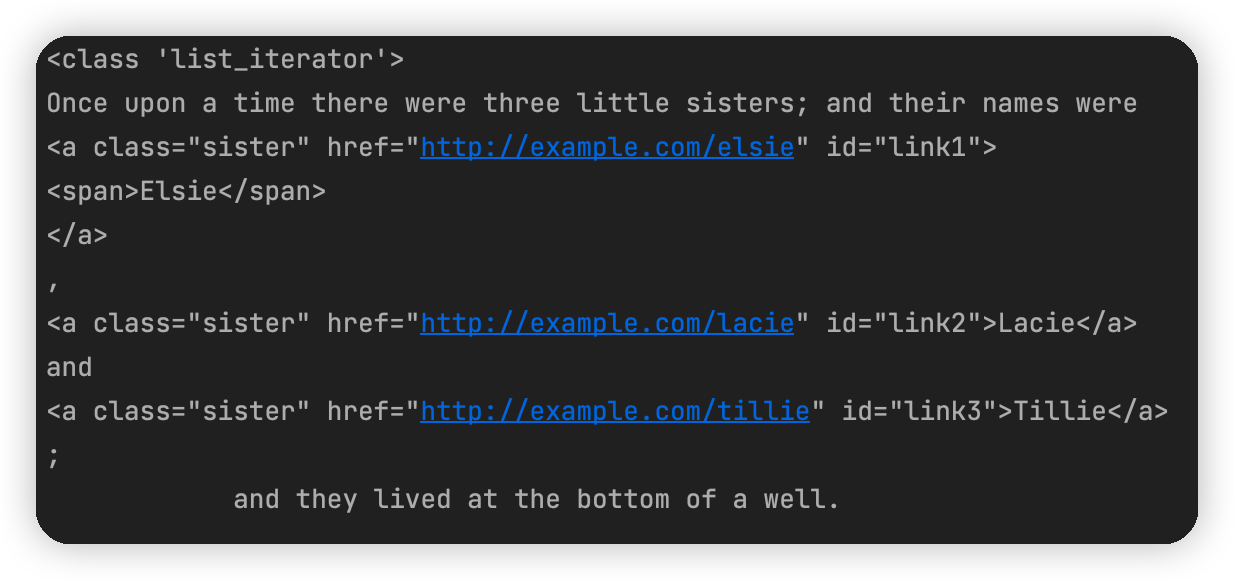 <class 'list_iterator'>
Once upon a time there were three little sisters; and their names were
<a class="sister" href="http://example.com/elsie" id="link1">
<span>Elsie</span>
</a>
,
<a class="sister" href="http://example.com/lacie" id="link2">Lacie</a>
and
<a class="sister" href="http://example.com/tillie" id="link3">Tillie</a>
;
            and they lived at the bottom of a well.